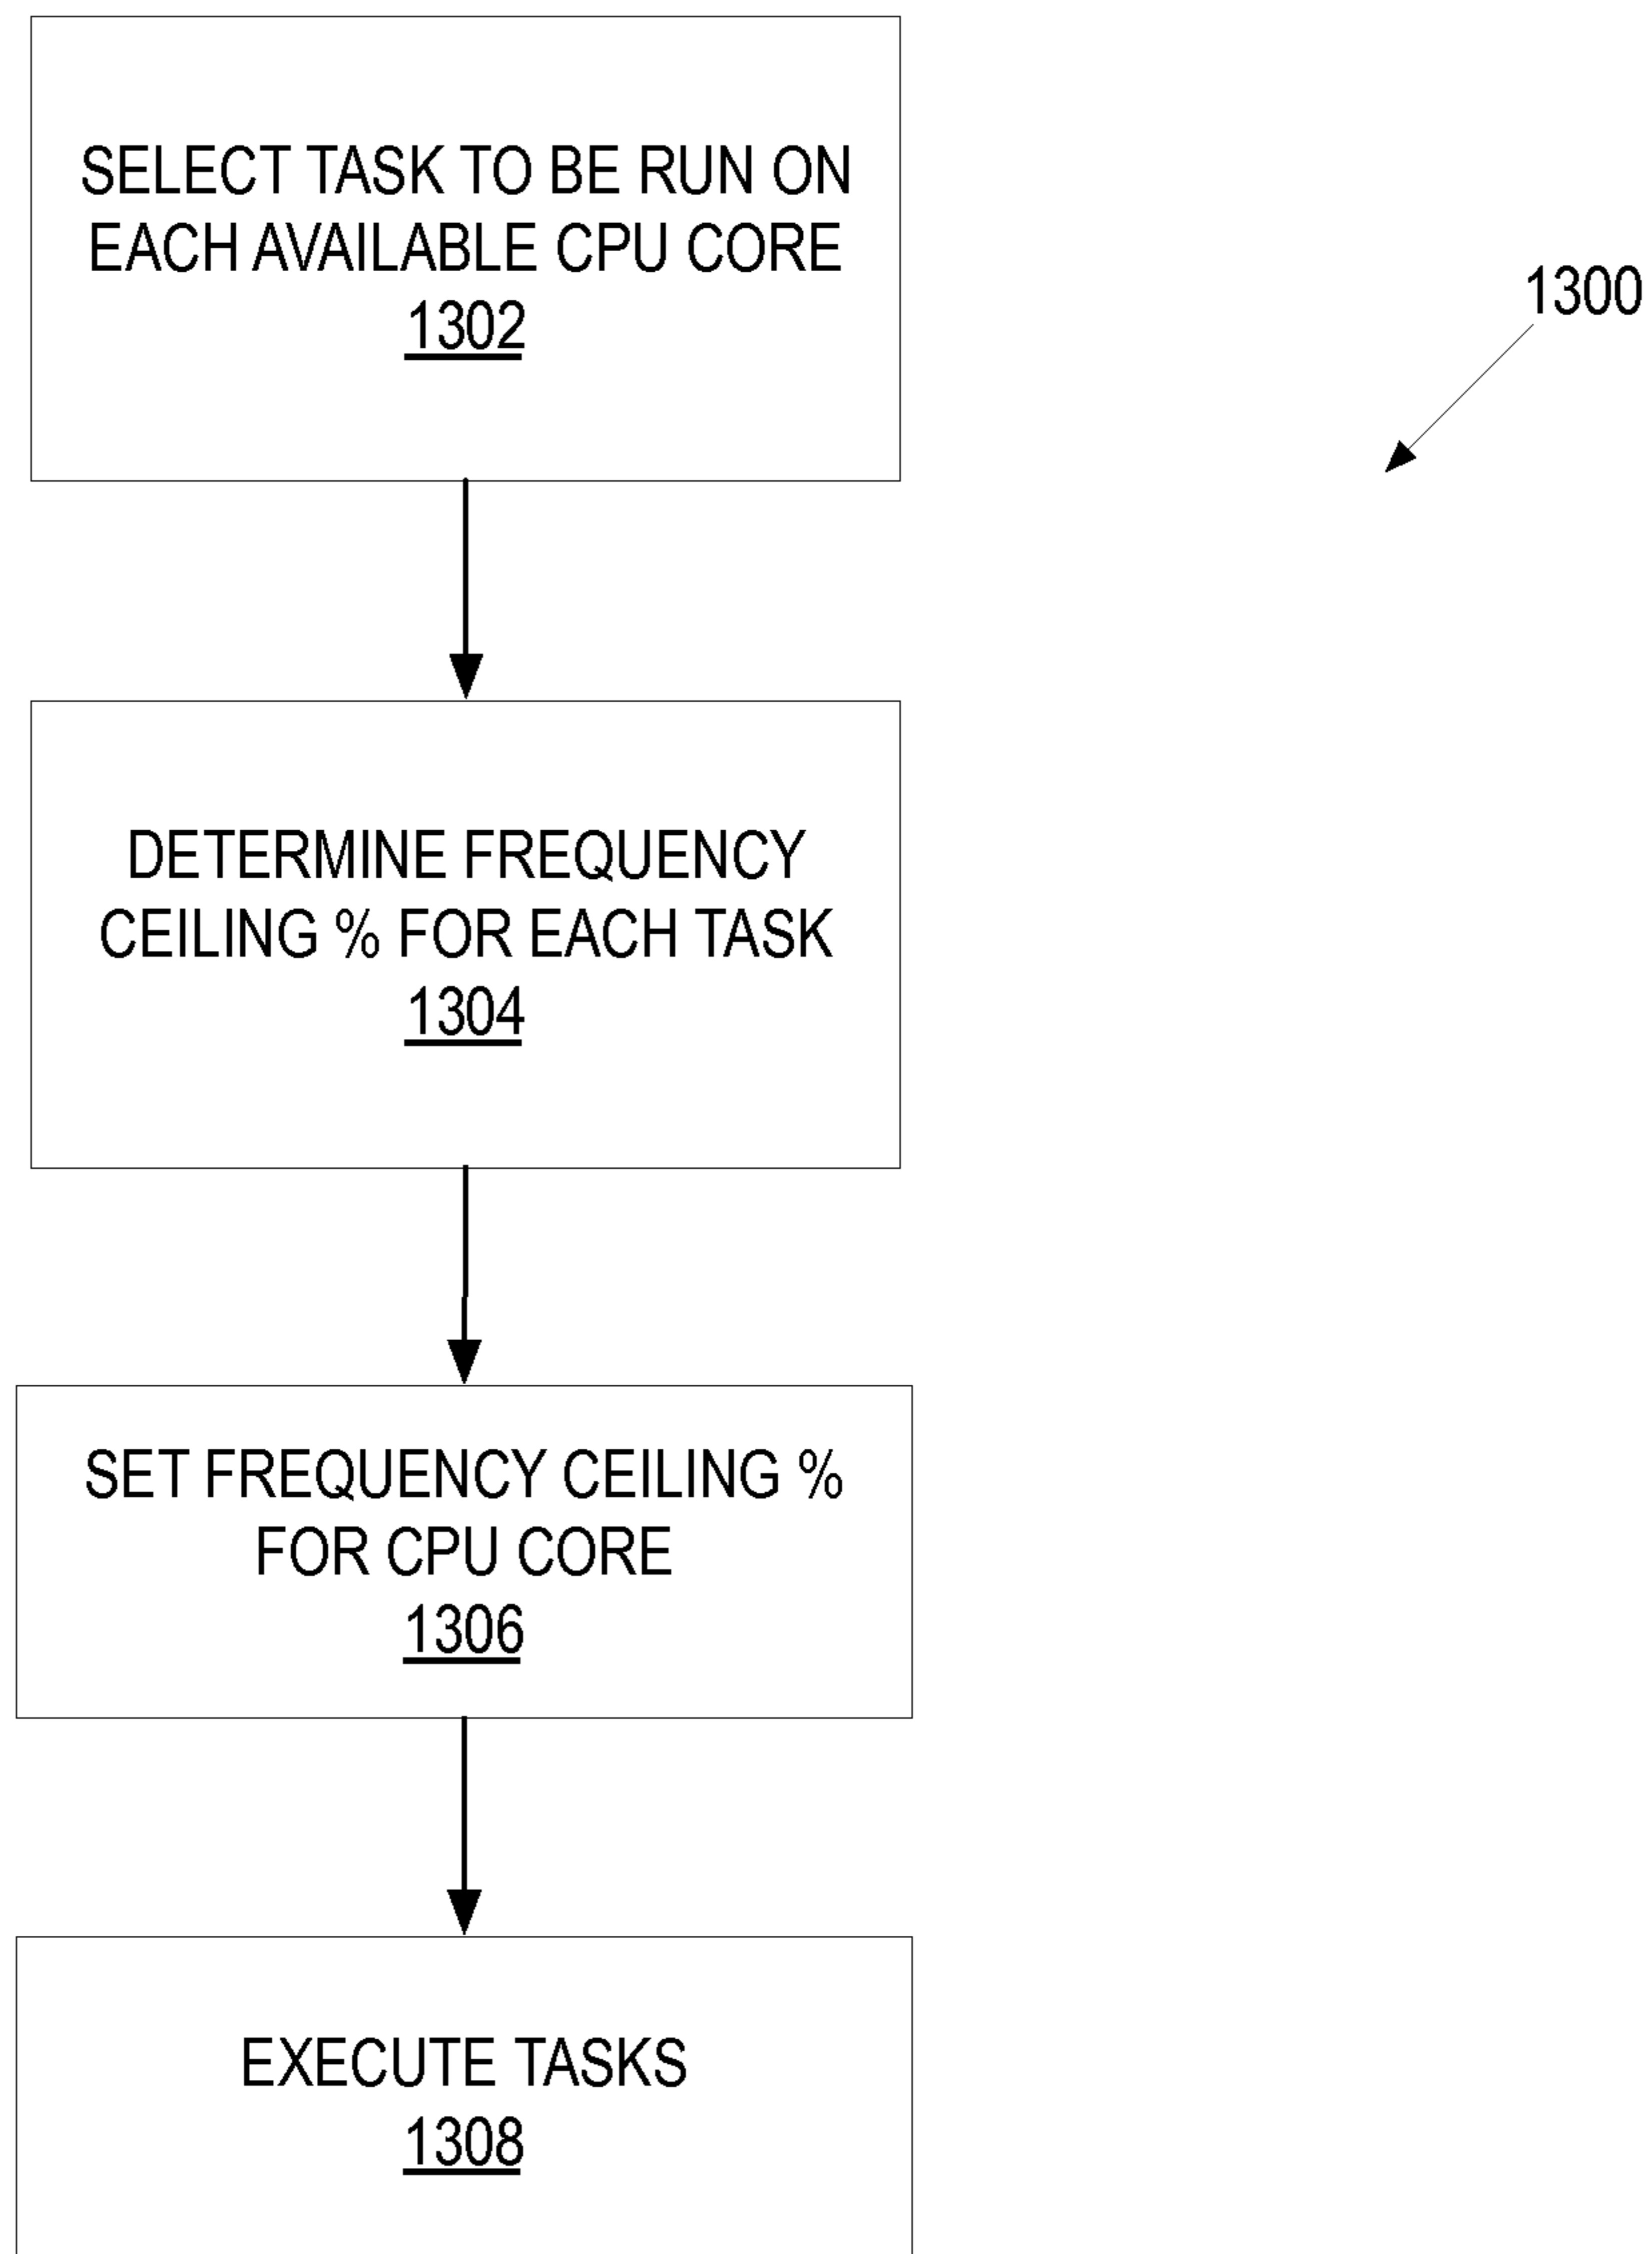 SELECT TASK TO BE RUN ON
EACH AVAILABLE CPU CORE
1302
1300
DETERMINE FREQUENCY
CEILING % FOR EACH TASK
1304
SET FREQUENCY CEILING %
FOR CPU CORE
1306
EXECUTE TASKS
1308